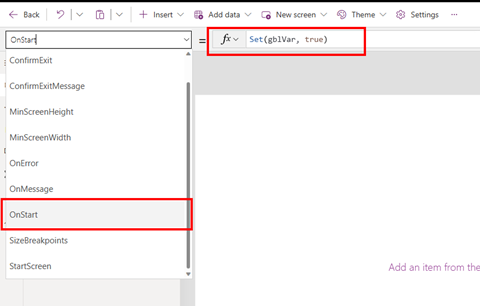 Back
Insert
Add data
New screen
Theme
Settings
OnStart
= fx Set(gblVar, true)
ConfirmExit
ConfirmExitMessage
MinScreenHeight
MinScreenWidth
OnError
OnMessage
OnStart
SizeBreakpoints
StartScreen
Add an item from the